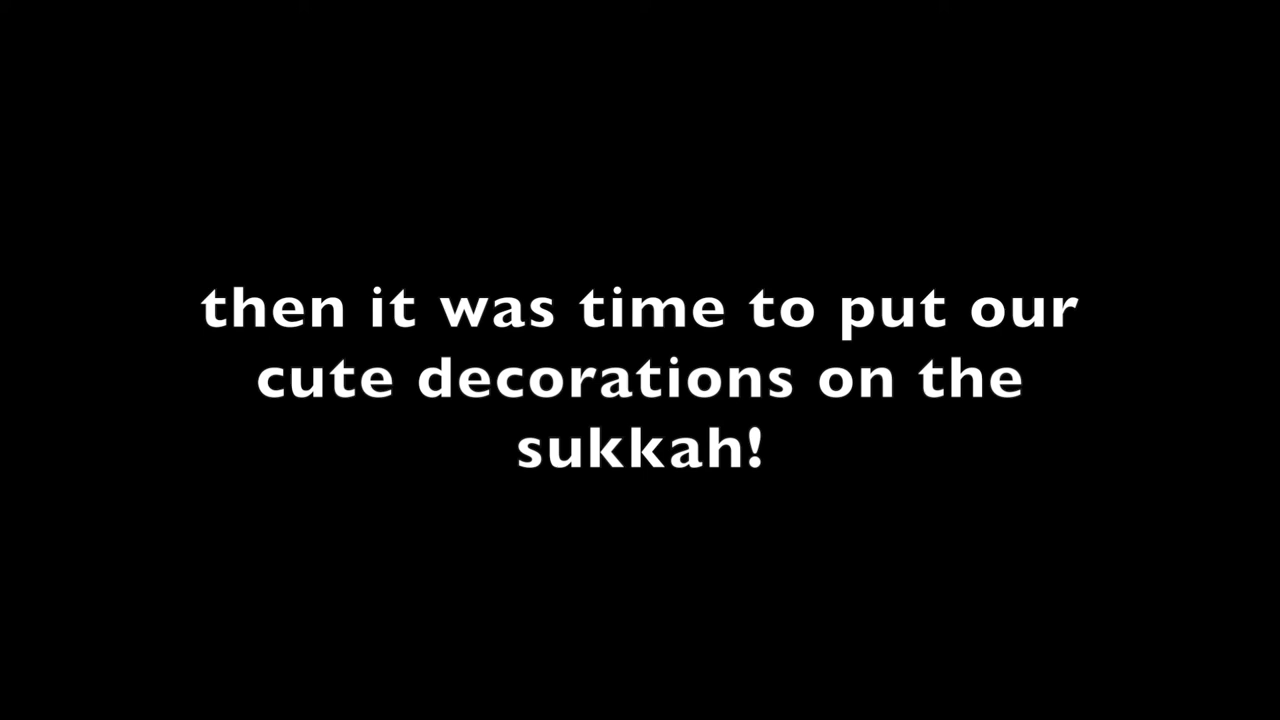 then it was time to put our
cute decorations on the
sukkah!